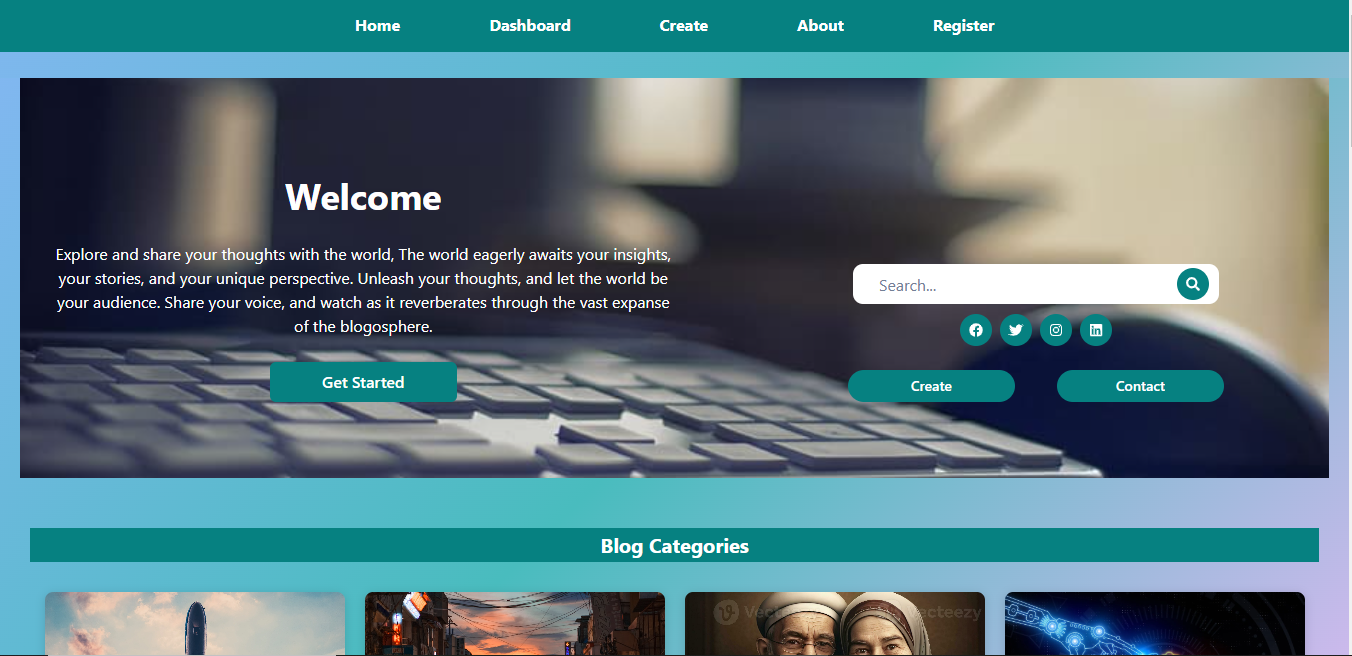 Home Dashboard Create About Register
Welcome
Explore and share your thoughts with the world, The world eagerly awaits your insights,
your stories, and your unique perspective. Unleash your thoughts, and let the world be
your audience. Share your voice, and watch as it reverberates through the vast expanse
of the blogosphere.
Get Started
Search...
Create Contact
Blog Categories